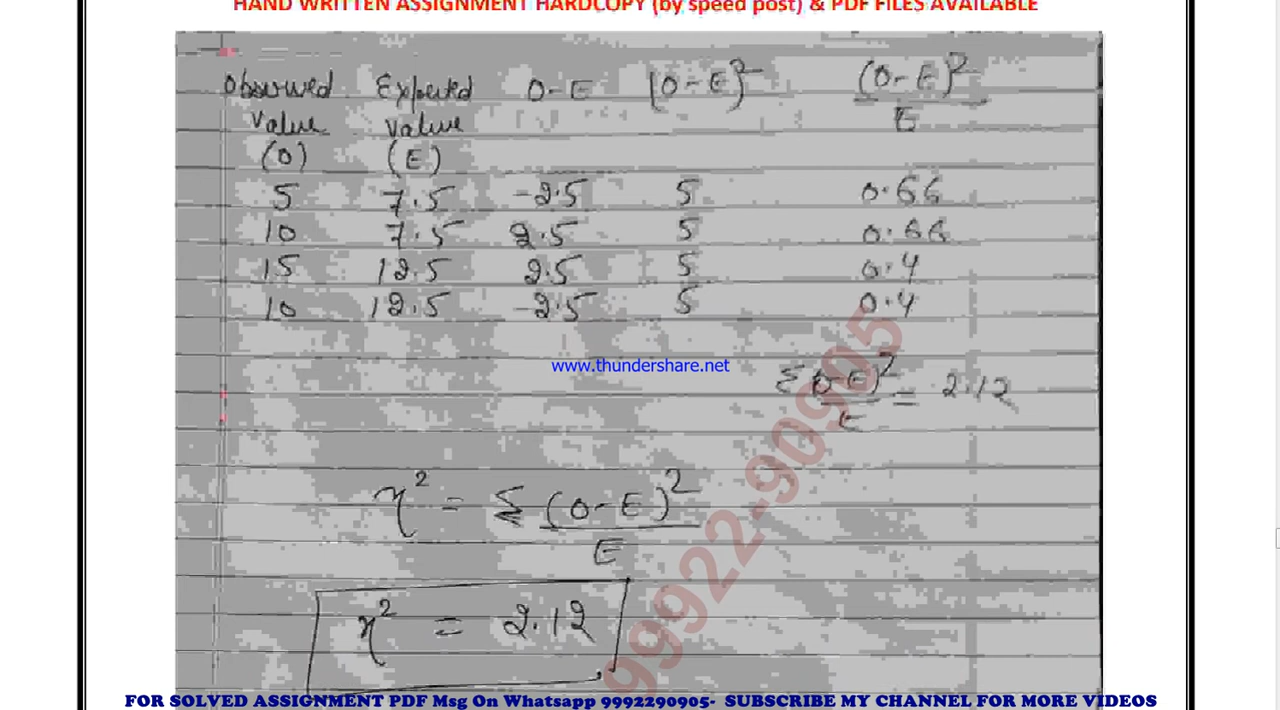 HAND WRITTEN ASSIGNMENT HARDCOPY (by speed post) & PDF FILES AVAILABLE
Observed Expected O-E (O-E)² (O-E)²
Value Value E
(O) (E)
5 7.5 -2.5 5 0.66
10 7.5 2.5 5 0.66
15 12.5 2.5 5 0.4
10 12.5 -2.5 5 0.4
www.thundershare.net
Σ (O-E)² = 2.12
E
χ² = Σ (O-E)²
E
χ² = 2.12
99922-90905
FOR SOLVED ASSIGNMENT PDF Msg On Whatsapp 9992290905- SUBSCRIBE MY CHANNEL FOR MORE VIDEOS